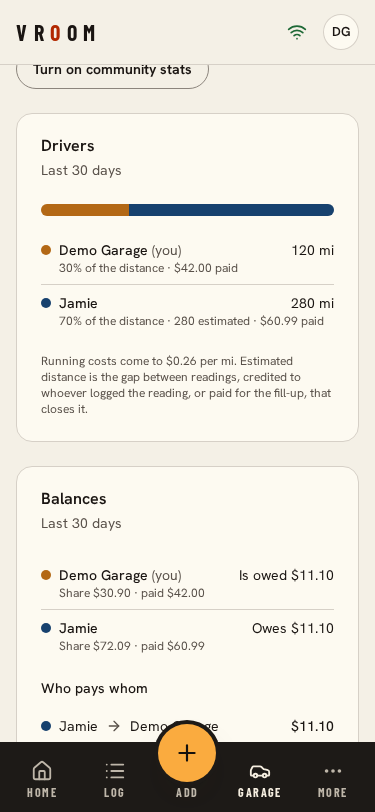 VROOM
DG
Turn on community stats
Drivers
Last 30 days
Demo Garage (you) 120 mi
30% of the distance · $42.00 paid
Jamie 280 mi
70% of the distance · 280 estimated · $60.99 paid
Running costs come to $0.26 per mi. Estimated
distance is the gap between readings, credited to
whoever logged the reading, or paid for the fill-up, that
closes it.
Balances
Last 30 days
Demo Garage (you) Is owed $11.10
Share $30.90 · paid $42.00
Jamie Owes $11.10
Share $72.09 · paid $60.99
Who pays whom
Jamie → Demo $11.10
HOME LOG ADD GARAGE MORE